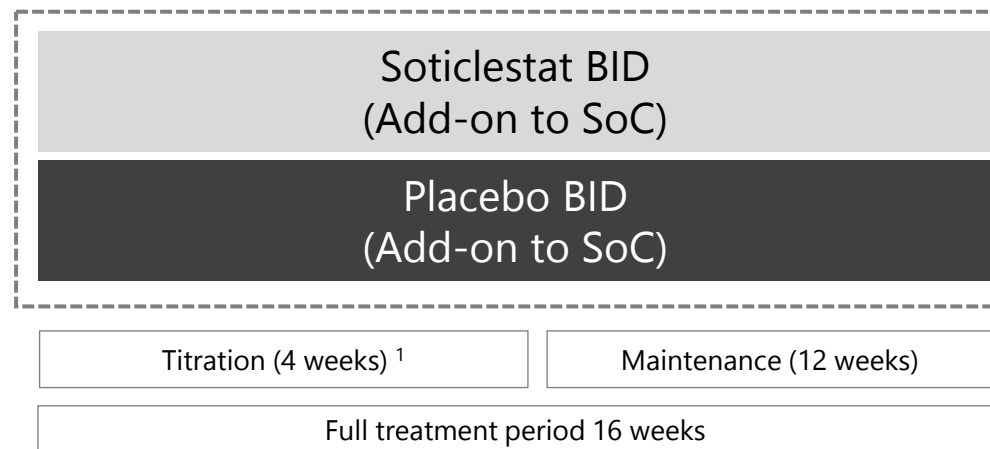 Soticlestat BID
(Add-on to SoC)
Placebo BID
(Add-on to SoC)
Titration (4 weeks) 1
Maintenance (12 weeks)
Full treatment period 16 weeks